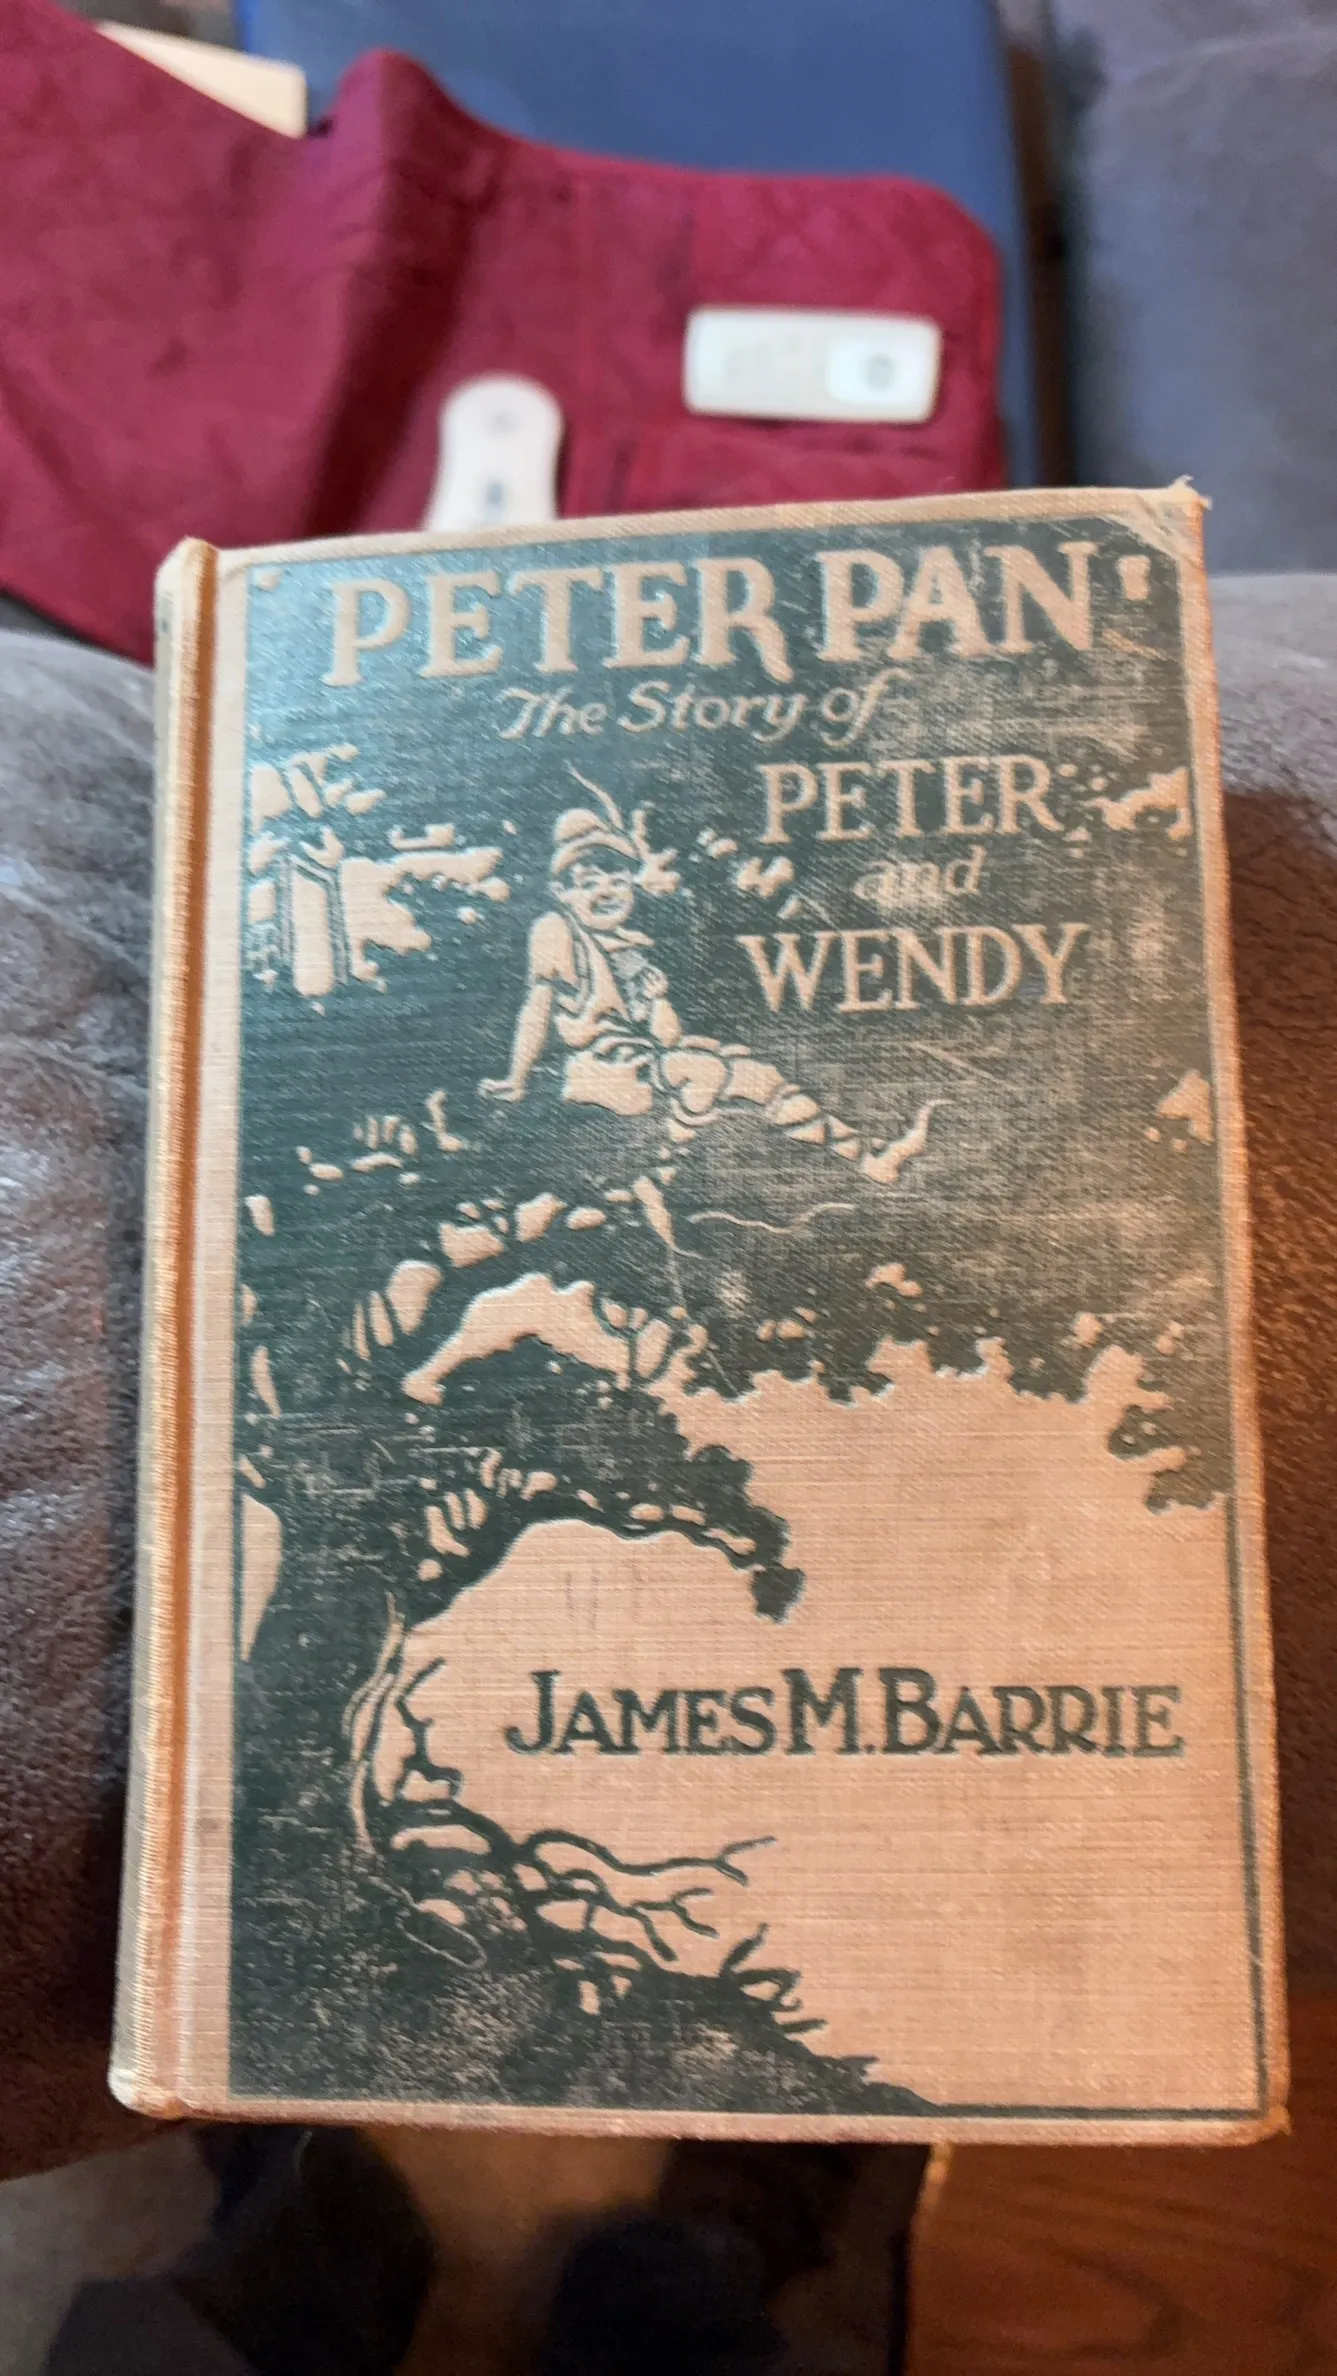 PETER PAN
The Story of
PETER
and
WENDY
JAMES M. BARRIE